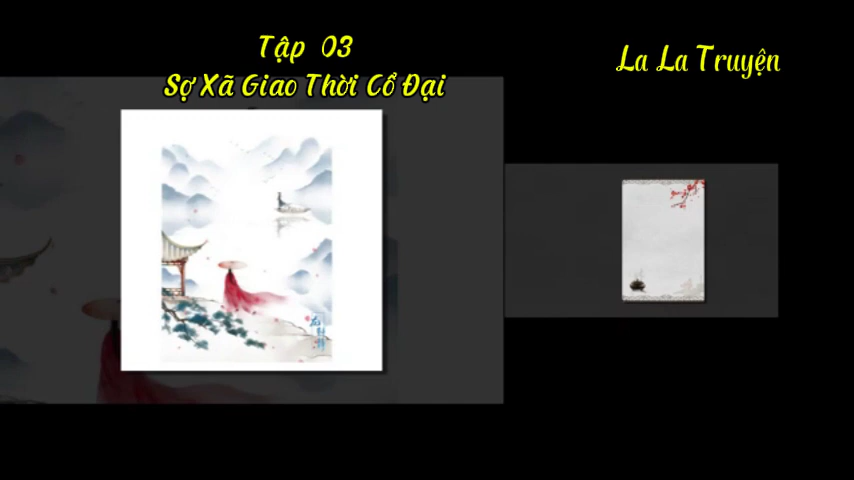 Tập 03
Sợ Xã Giao Thời Cổ Đại
La La Truyện